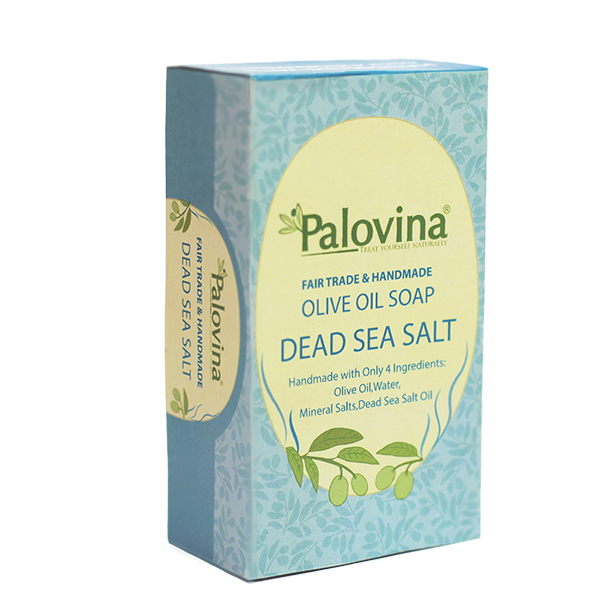 Palovina®
TREAT YOURSELF NATURALLY
FAIR TRADE & HANDMADE
OLIVE OIL SOAP
DEAD SEA SALT
Handmade with Only 4 Ingredients:
Olive Oil,Water,
Mineral Salts,Dead Sea Salt Oil
Palovina®
FAIR TRADE & HANDMADE
DEAD SEA SALT